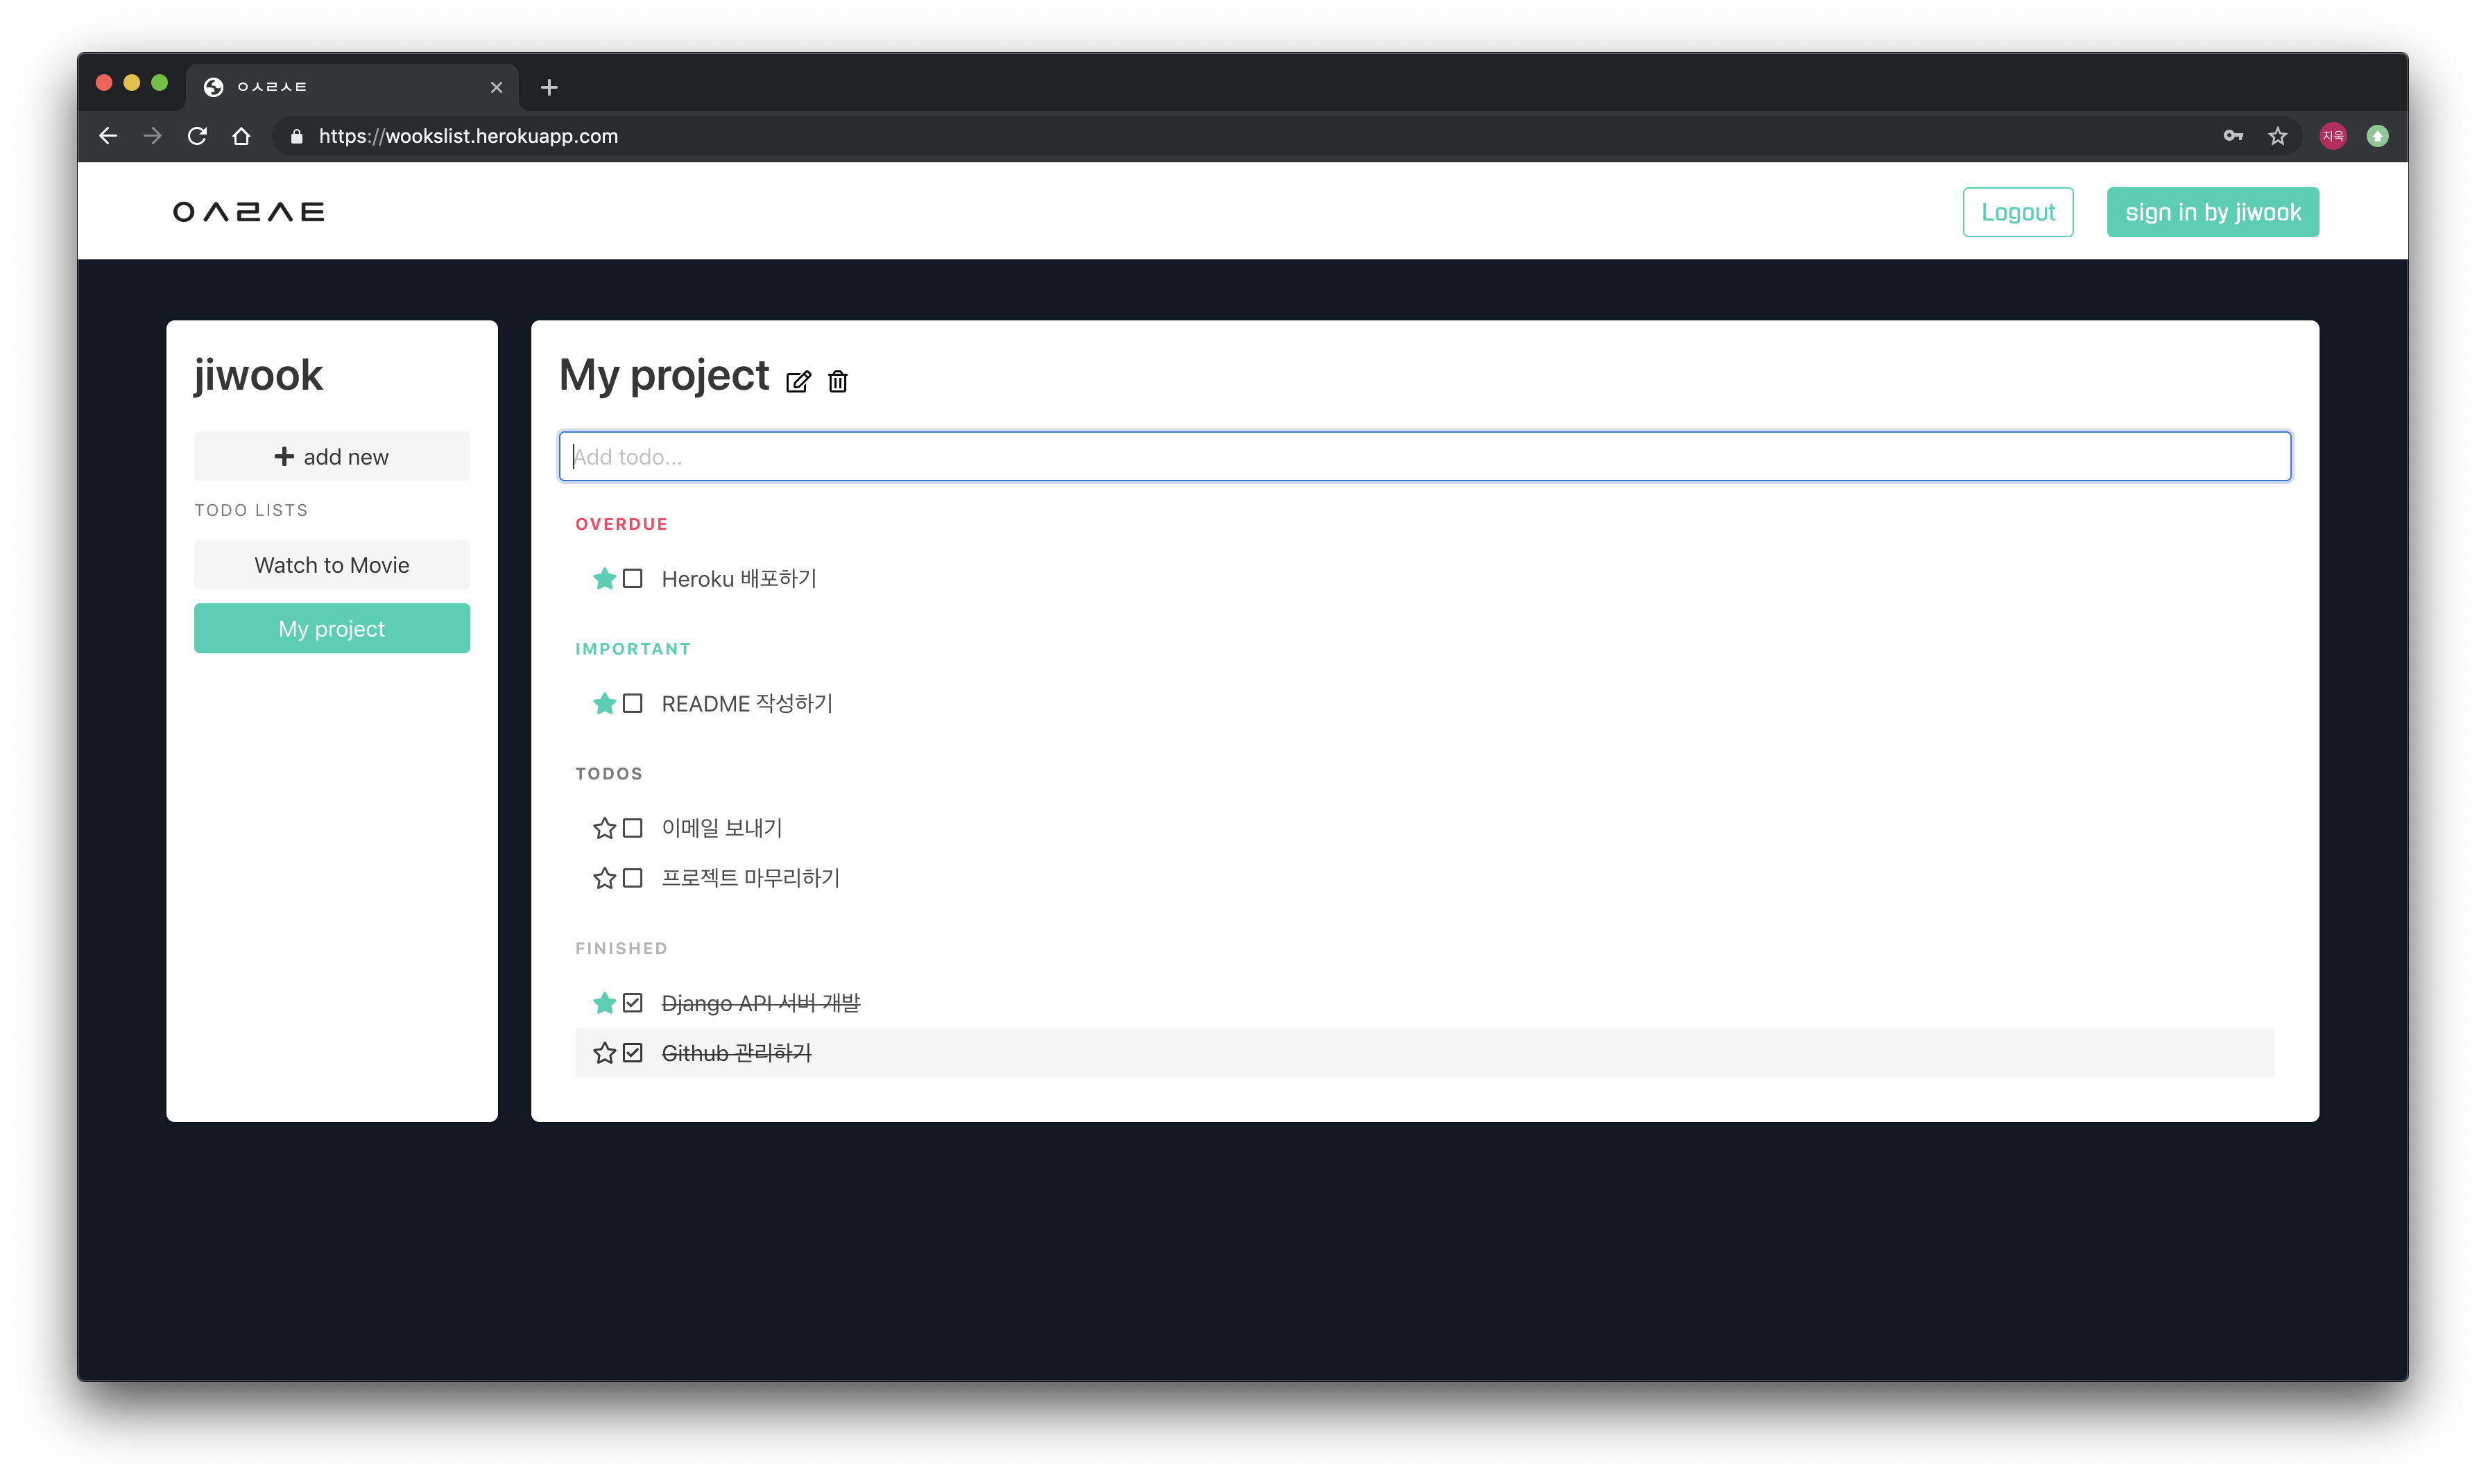 ㅇㅅㄹㅅㅌ
https://wookslist.herokuapp.com
지욱
ㅇㅅㄹㅅㅌ
Logout
sign in by jiwook
jiwook
add new
TODO LISTS
Watch to Movie
My project
My project
Add todo...
OVERDUE
Heroku 배포하기
IMPORTANT
README 작성하기
TODOS
이메일 보내기
프로젝트 마무리하기
FINISHED
Django API 서버 개발
Github 관리하기